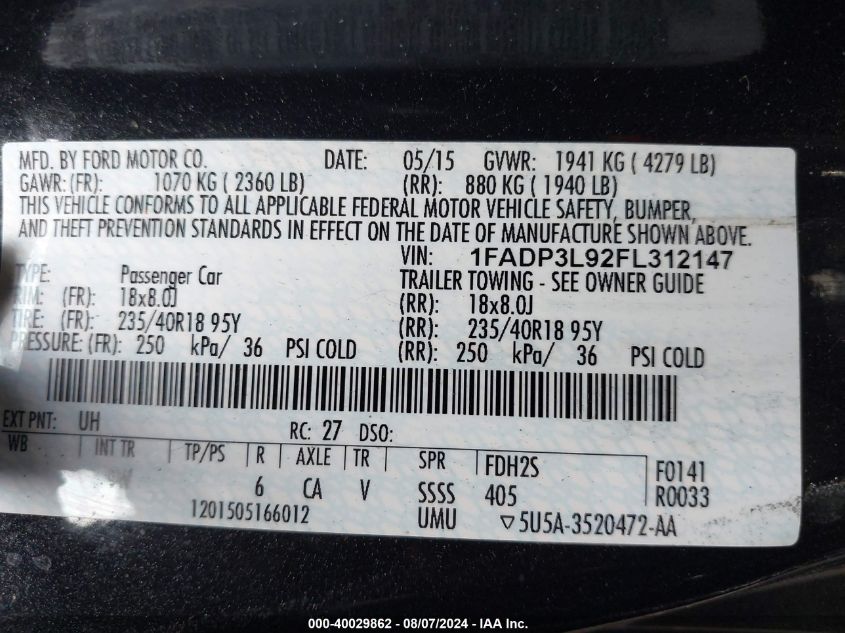 MFD. BY FORD MOTOR CO. DATE: 05/15 GVWR: 1941 KG ( 4279 LB)
GAWR: (FR): 1070 KG ( 2360 LB) (RR): 880 KG ( 1940 LB)
THIS VEHICLE CONFORMS TO ALL APPLICABLE FEDERAL MOTOR VEHICLE SAFETY, BUMPER,
AND THEFT PREVENTION STANDARDS IN EFFECT ON THE DATE OF MANUFACTURE SHOWN ABOVE.
VIN: 1FADP3L92FL312147
TYPE: Passenger Car TRAILER TOWING - SEE OWNER GUIDE
RIM: (FR): 18x8.0J (RR): 18x8.0J
TIRE: (FR): 235/40R18 95Y (RR): 235/40R18 95Y
PRESSURE: (FR): 250 kPa/ 36 PSI COLD (RR): 250 kPa/ 36 PSI COLD
EXT PNT: UH RC: 27 DSO:
WB INT TR TP/PS R AXLE TR SPR FDH2S F0141
6 CA V SSSS 405 R0033
1201505166012 UMU ▽5U5A-3520472-AA
000-40029862 - 08/07/2024 - IAA Inc.